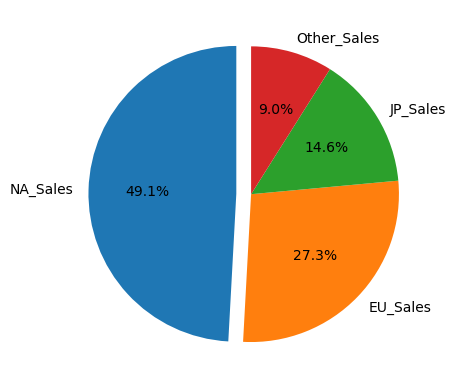 Other_Sales
9.0%
JP_Sales
14.6%
NA_Sales
49.1%
27.3%
EU_Sales